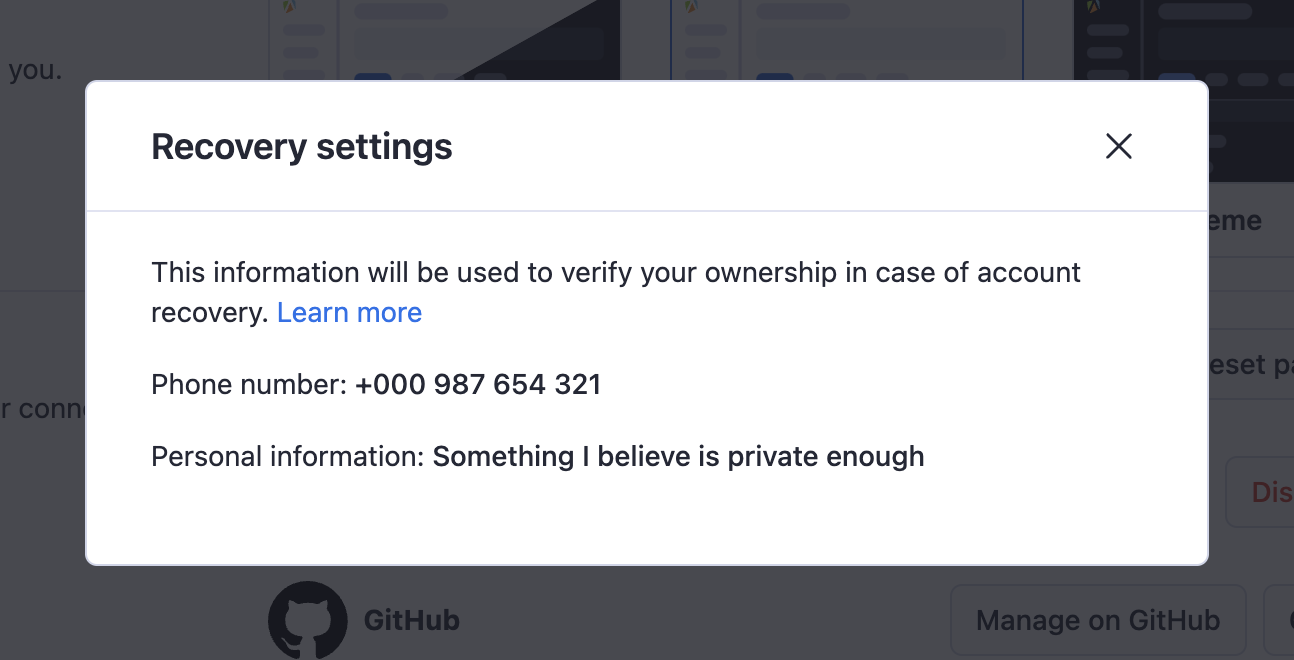 you.
Recovery settings
eme
This information will be used to verify your ownership in case of account
recovery. Learn more
eset pa
Phone number: +000 987 654 321
r conn
Personal information: Something I believe is private enough
Dis
GitHub
Manage on GitHub